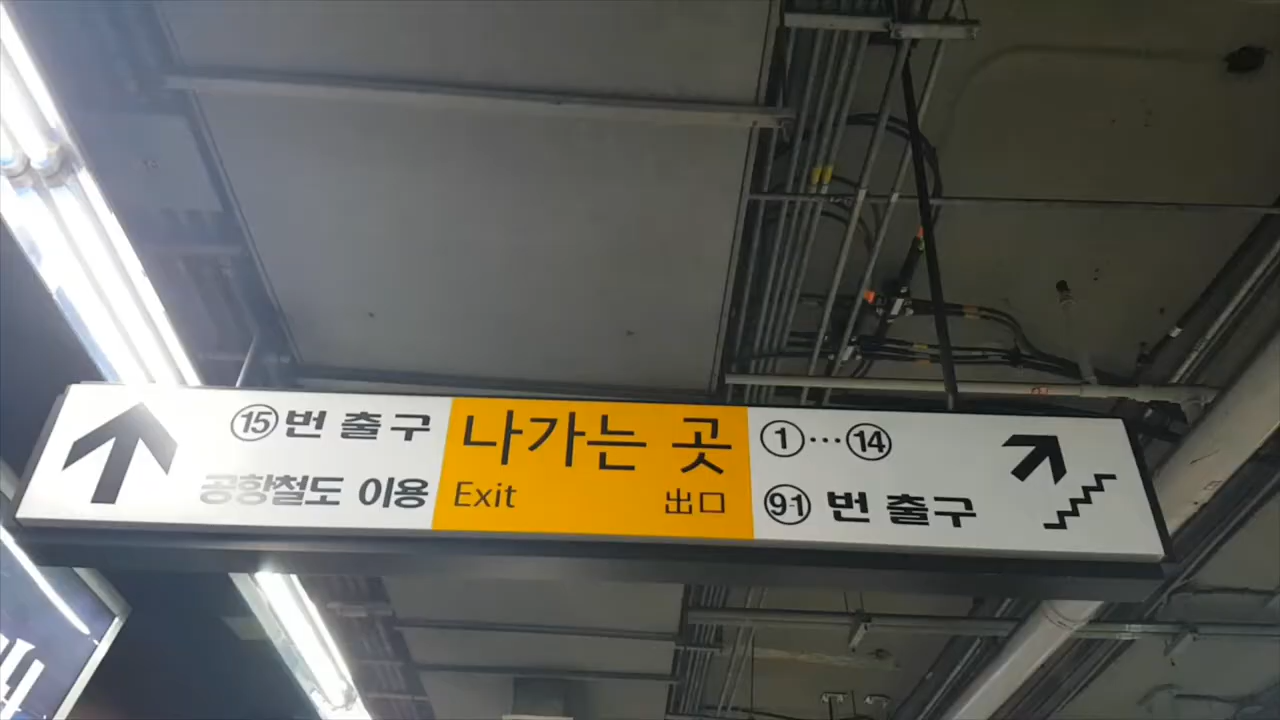 ⑮번 출구
공항철도 이용
나가는 곳
Exit 出口
①…⑭
9-1 번 출구